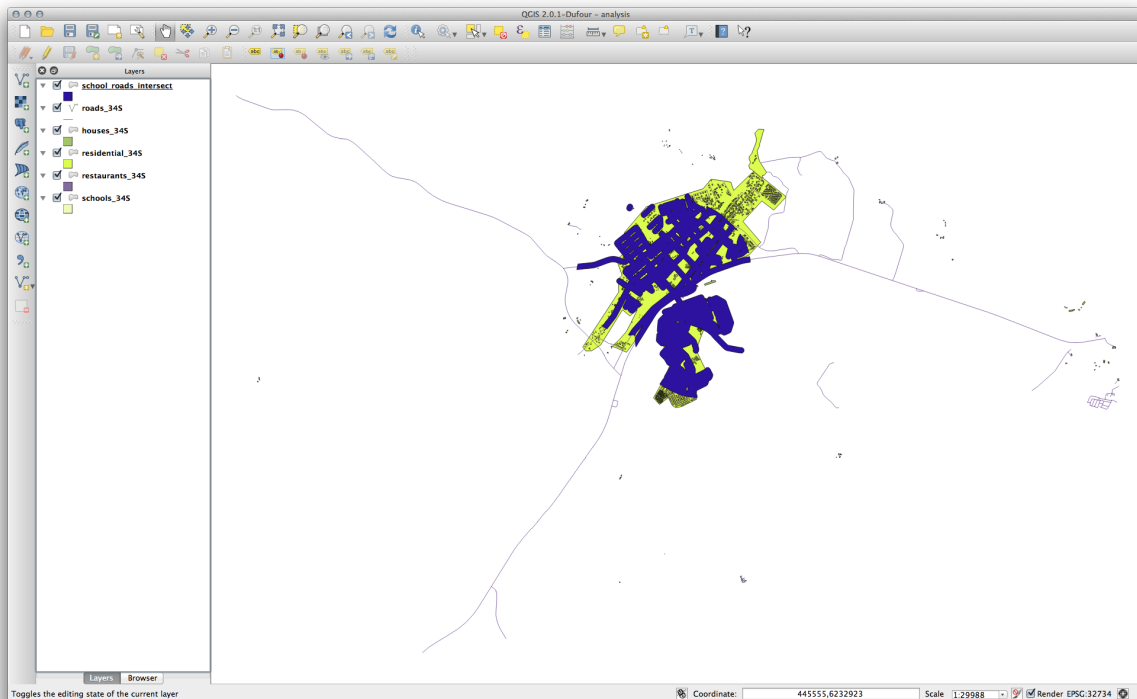 QGIS 2.0.1-Dufour - analysis
Layers
school_roads_intersect
roads_34S
houses_34S
residential_34S
restaurants_34S
schools_34S
Layers Browser
Toggles the editing state of the current layer
Coordinate: 445555,6232923 Scale 1:29988 Render EPSG:32734